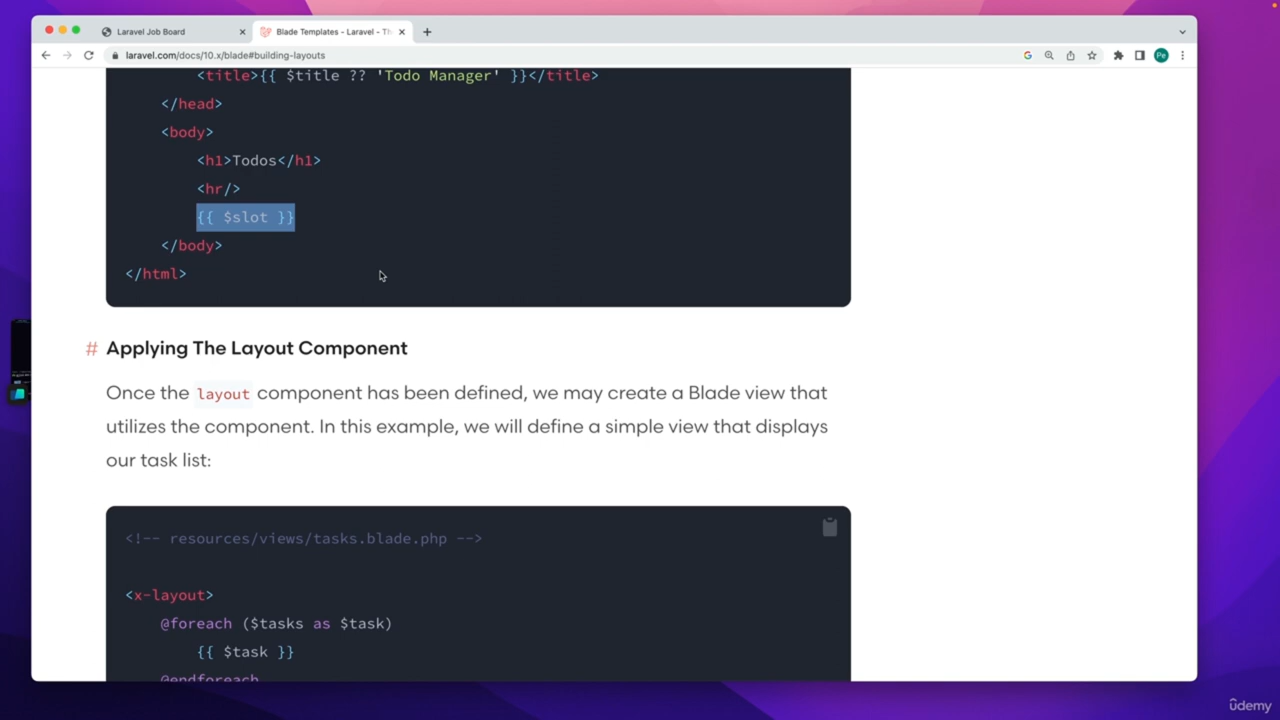 Laravel Job Board
Blade Templates - Laravel - Th
laravel.com/docs/10.x/blade#building-layouts
Pe
<title>{{ $title ?? 'Todo Manager' }}</title>
</head>
<body>
<h1>Todos</h1>
<hr/>
{{ $slot }}
</body>
</html>
# Applying The Layout Component
Once the layout component has been defined, we may create a Blade view that
utilizes the component. In this example, we will define a simple view that displays
our task list:
<!-- resources/views/tasks.blade.php -->
<x-layout>
@foreach ($tasks as $task)
{{ $task }}
@endforeach
udemy